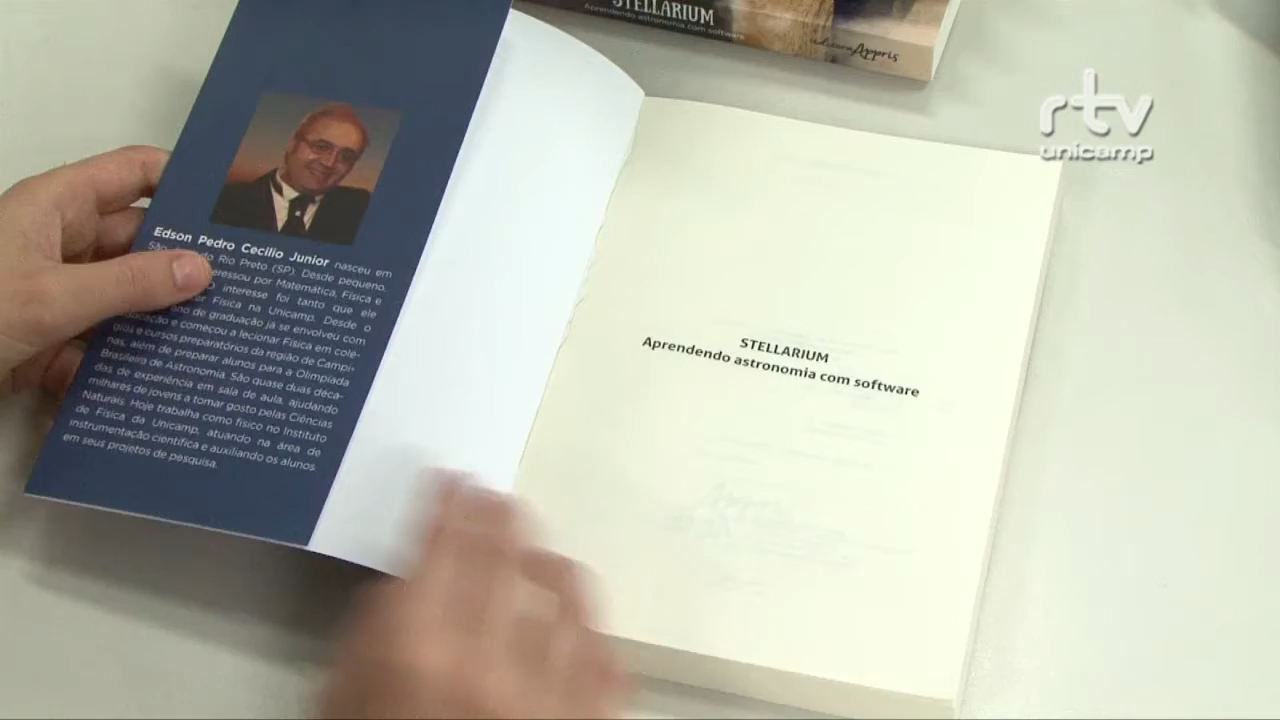 STELLARIUM
Aprendendo astronomia com software
editora Appris
rtv
unicamp
Edson Pedro Cecilio Junior nasceu em
São do Rio Preto (SP). Desde pequeno,
eressou por Matemática, Física e
interesse foi tanto que ele
Física na Unicamp. Desde o
ano de graduação já se envolveu com
educação e começou a lecionar Física em colé-
gios e cursos preparatórios da região de Campi-
nas, além de preparar alunos para a Olimpíada
Brasileira de Astronomia. São quase duas déca-
das de experiência em sala de aula, ajudando
milhares de jovens a tomar gosto pelas Ciências
Naturais. Hoje trabalha como físico no Instituto
de Física da Unicamp, atuando na área de
instrumentação científica e auxiliando os alunos
em seus projetos de pesquisa.
STELLARIUM
Aprendendo astronomia com software